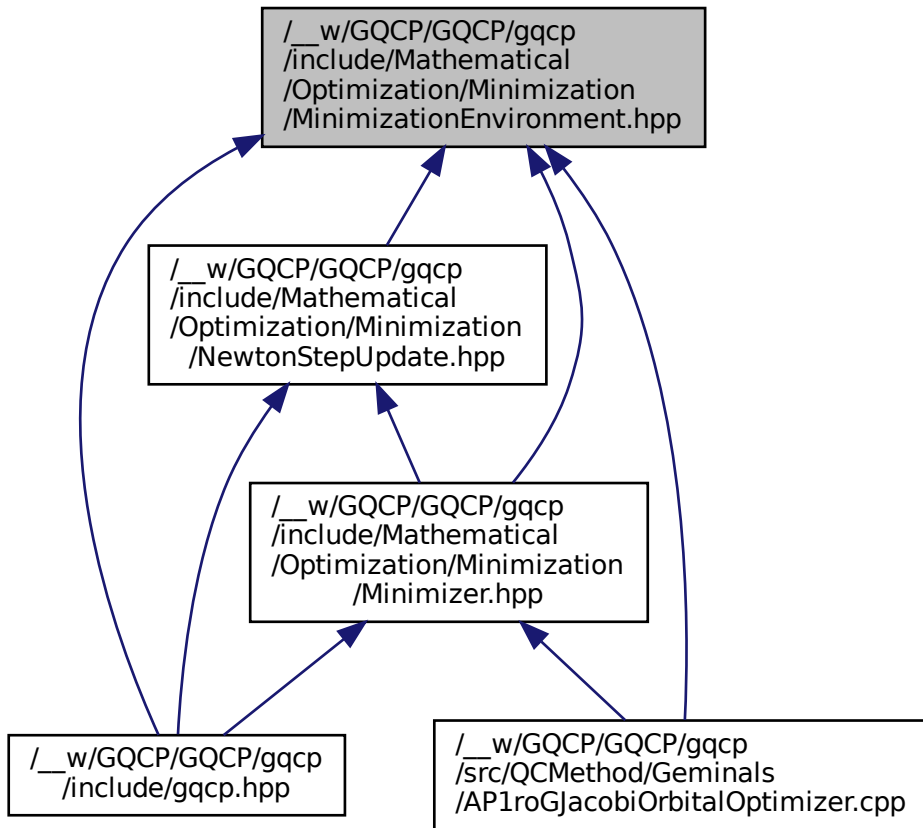 /__w/GQCP/GQCP/gqcp
/include/Mathematical
/Optimization/Minimization
/MinimizationEnvironment.hpp
/__w/GQCP/GQCP/gqcp
/include/Mathematical
/Optimization/Minimization
/NewtonStepUpdate.hpp
/__w/GQCP/GQCP/gqcp
/include/Mathematical
/Optimization/Minimization
/Minimizer.hpp
/__w/GQCP/GQCP/gqcp
/include/gqcp.hpp
/__w/GQCP/GQCP/gqcp
/src/QCMethod/Geminals
/AP1roGJacobiOrbitalOptimizer.cpp